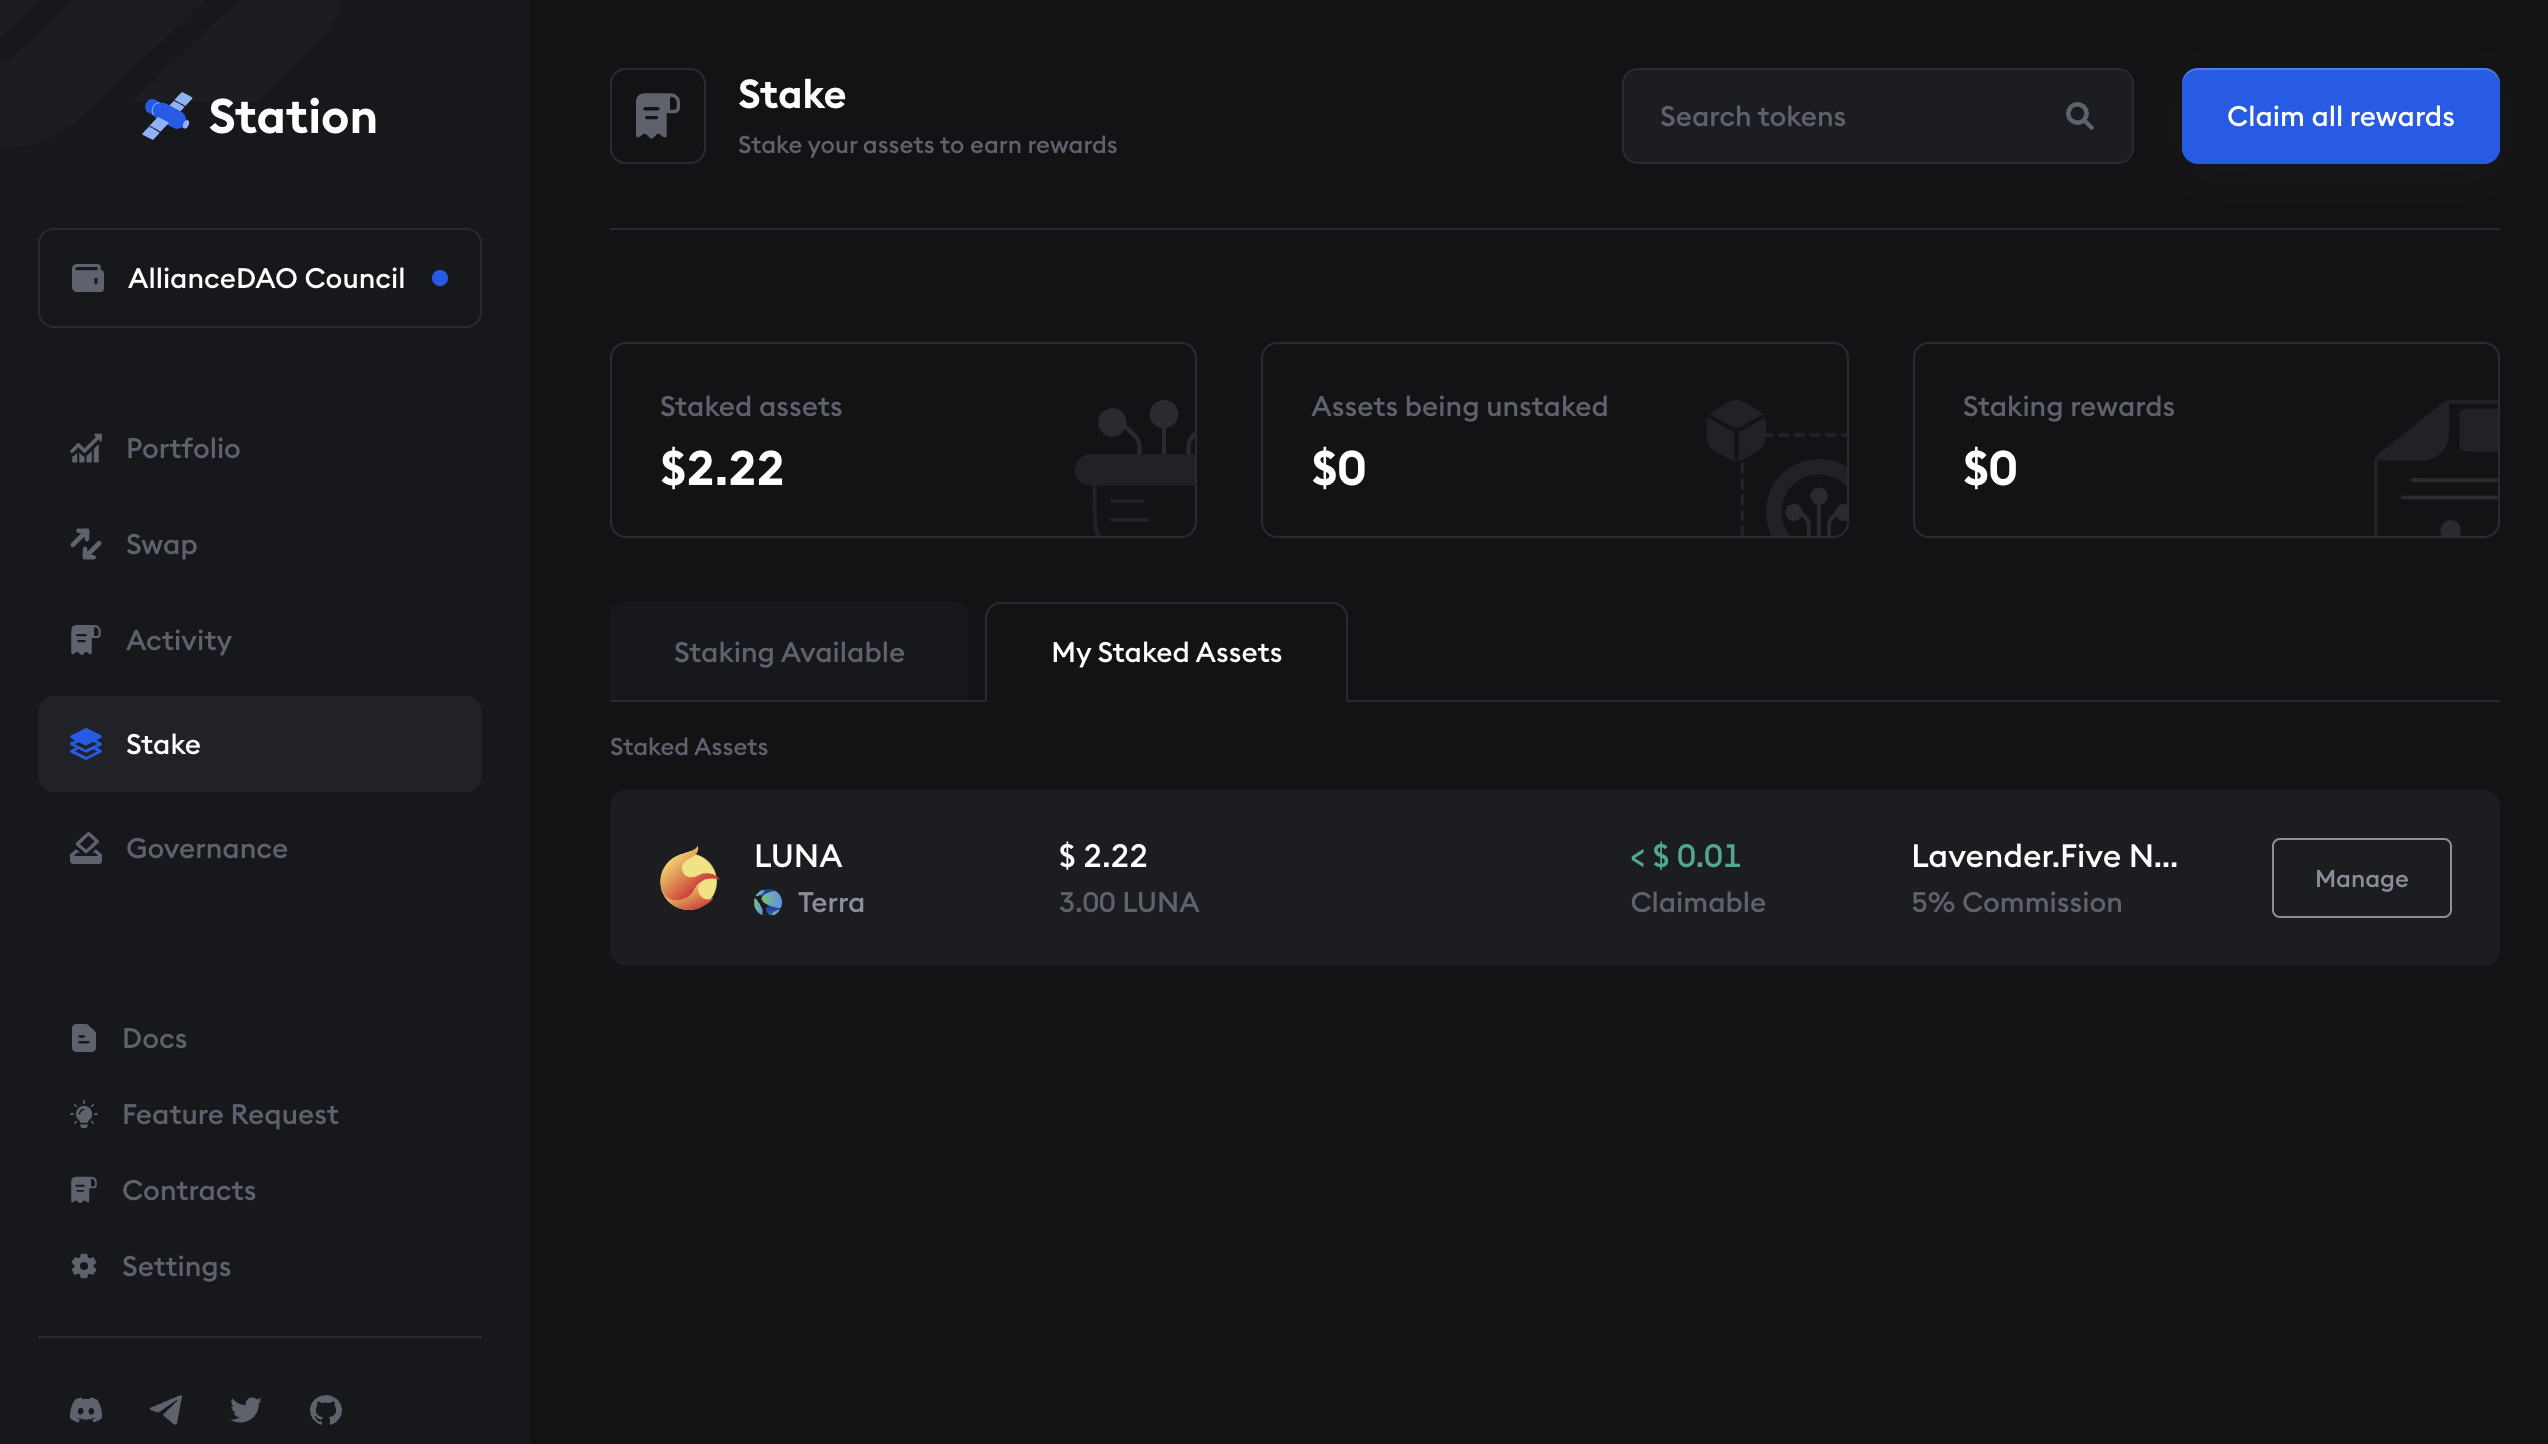 Station
AllianceDAO Council
Portfolio
Swap
Activity
Stake
Governance
Docs
Feature Request
Contracts
Settings
Stake
Stake your assets to earn rewards
Search tokens
Claim all rewards
Staked assets
$2.22
Assets being unstaked
$0
Staking rewards
$0
Staking Available
My Staked Assets
Staked Assets
LUNA
Terra
$ 2.22
3.00 LUNA
< $ 0.01
Claimable
Lavender.Five N...
5% Commission
Manage